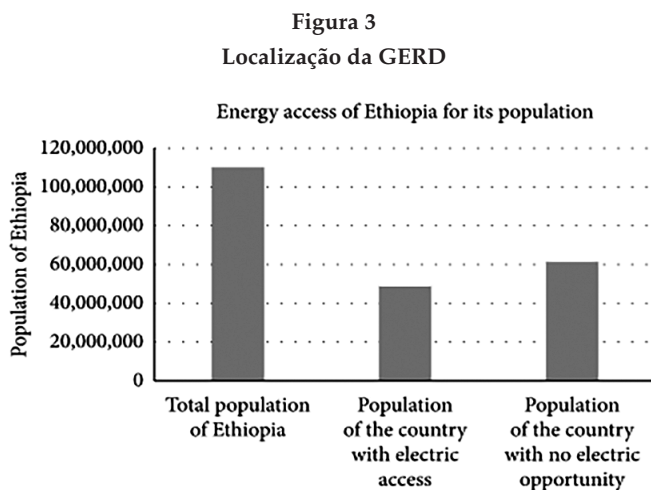 Figura 3
Localização da GERD
Energy access of Ethiopia for its population
Population of Ethiopia
120,000,000
100,000,000
80,000,000
60,000,000
40,000,000
20,000,000
0
Total population
of Ethiopia
Population
of the country
with electric
access
Population
of the country
with no electric
opportunity